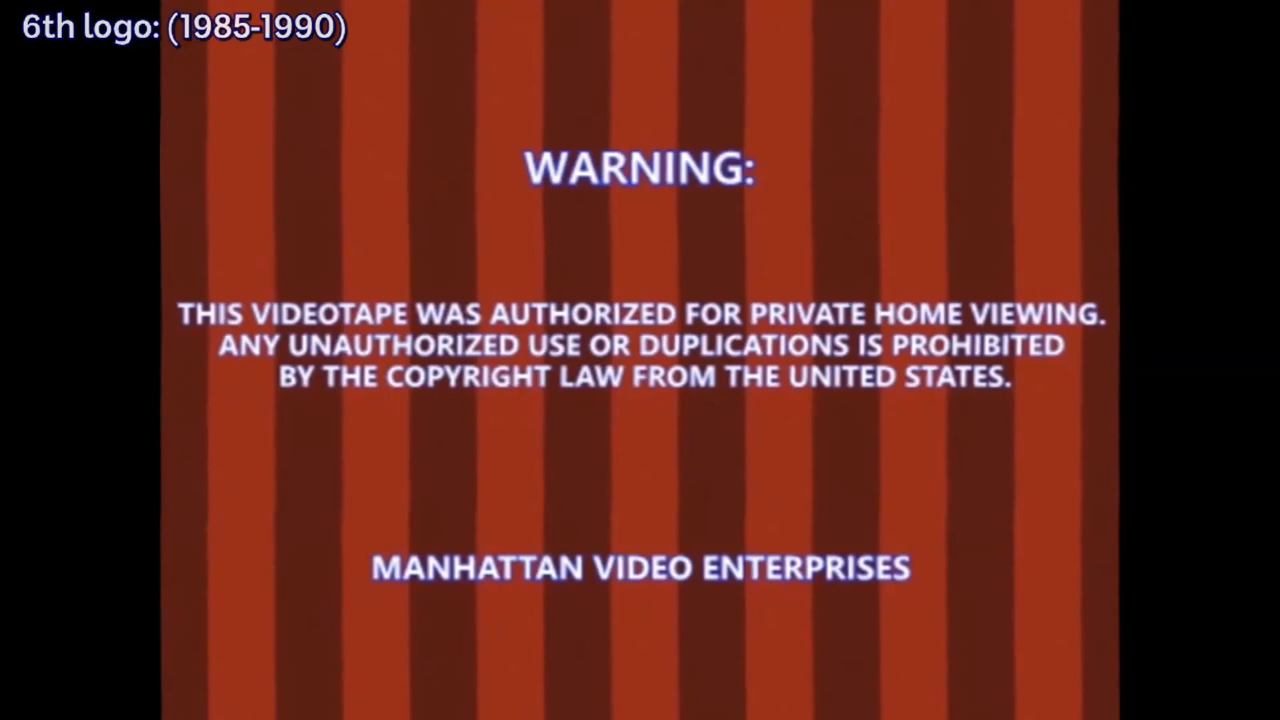 6th logo: (1985-1990)
WARNING:
THIS VIDEOTAPE WAS AUTHORIZED FOR PRIVATE HOME VIEWING.
ANY UNAUTHORIZED USE OR DUPLICATIONS IS PROHIBITED
BY THE COPYRIGHT LAW FROM THE UNITED STATES.
MANHATTAN VIDEO ENTERPRISES